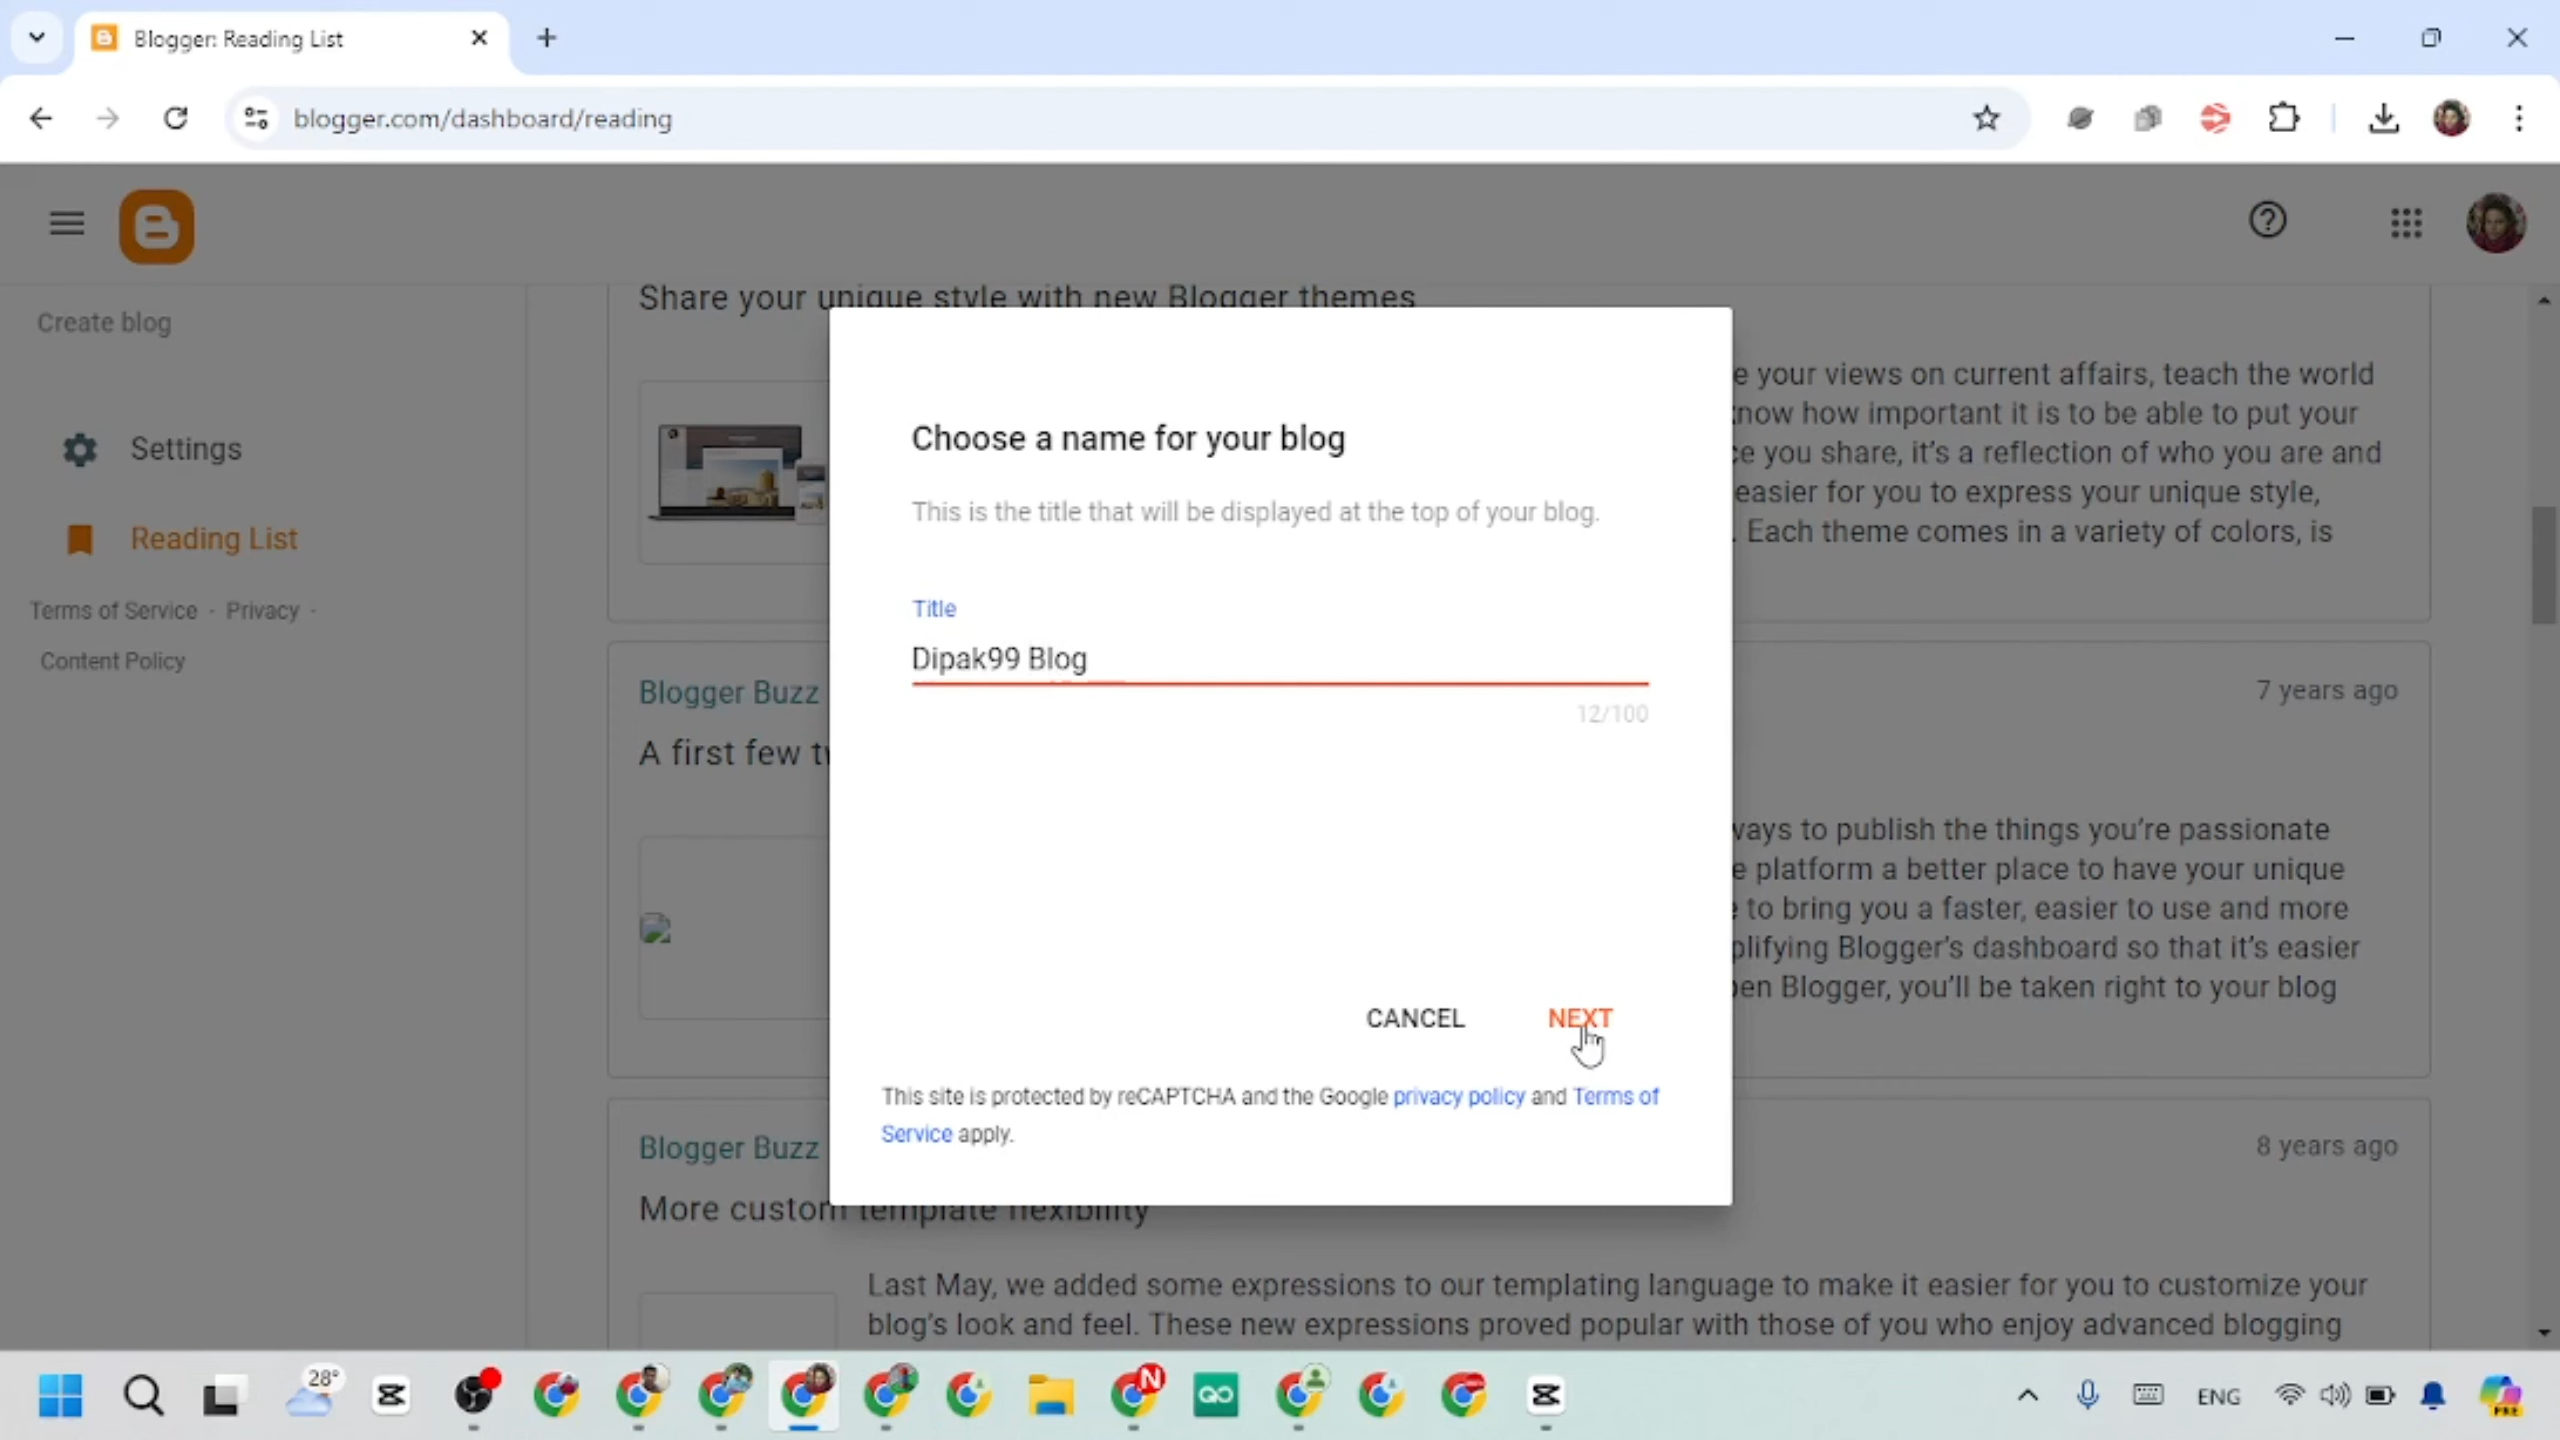 Blogger: Reading List
blogger.com/dashboard/reading
Create blog
Settings
Reading List
Terms of Service · Privacy ·
Content Policy
Share your unique style with new Blogger themes
e your views on current affairs, teach the world
now how important it is to be able to put your
ce you share, it's a reflection of who you are and
easier for you to express your unique style,
. Each theme comes in a variety of colors, is
Choose a name for your blog
This is the title that will be displayed at the top of your blog.
Title
Dipak99 Blog
12/100
CANCEL
NEXT
This site is protected by reCAPTCHA and the Google privacy policy and Terms of
Service apply.
Blogger Buzz
7 years ago
A first few tw
ways to publish the things you're passionate
e platform a better place to have your unique
to bring you a faster, easier to use and more
plifying Blogger's dashboard so that it's easier
pen Blogger, you'll be taken right to your blog
Blogger Buzz
8 years ago
More custom template flexibility
Last May, we added some expressions to our templating language to make it easier for you to customize your
blog's look and feel. These new expressions proved popular with those of you who enjoy advanced blogging
28°
N
ENG
PRE